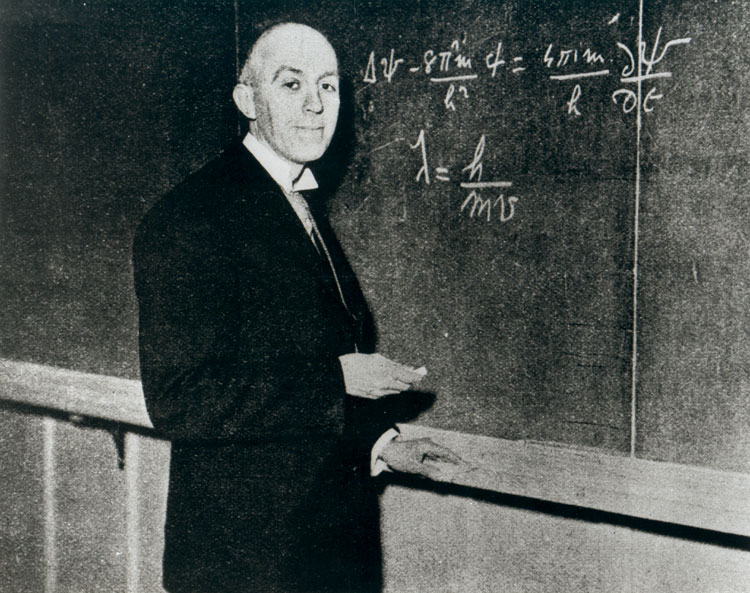 Δψ - 8π²m/h² ψ = 4πim/h ∂ψ/∂t
λ = h/mv